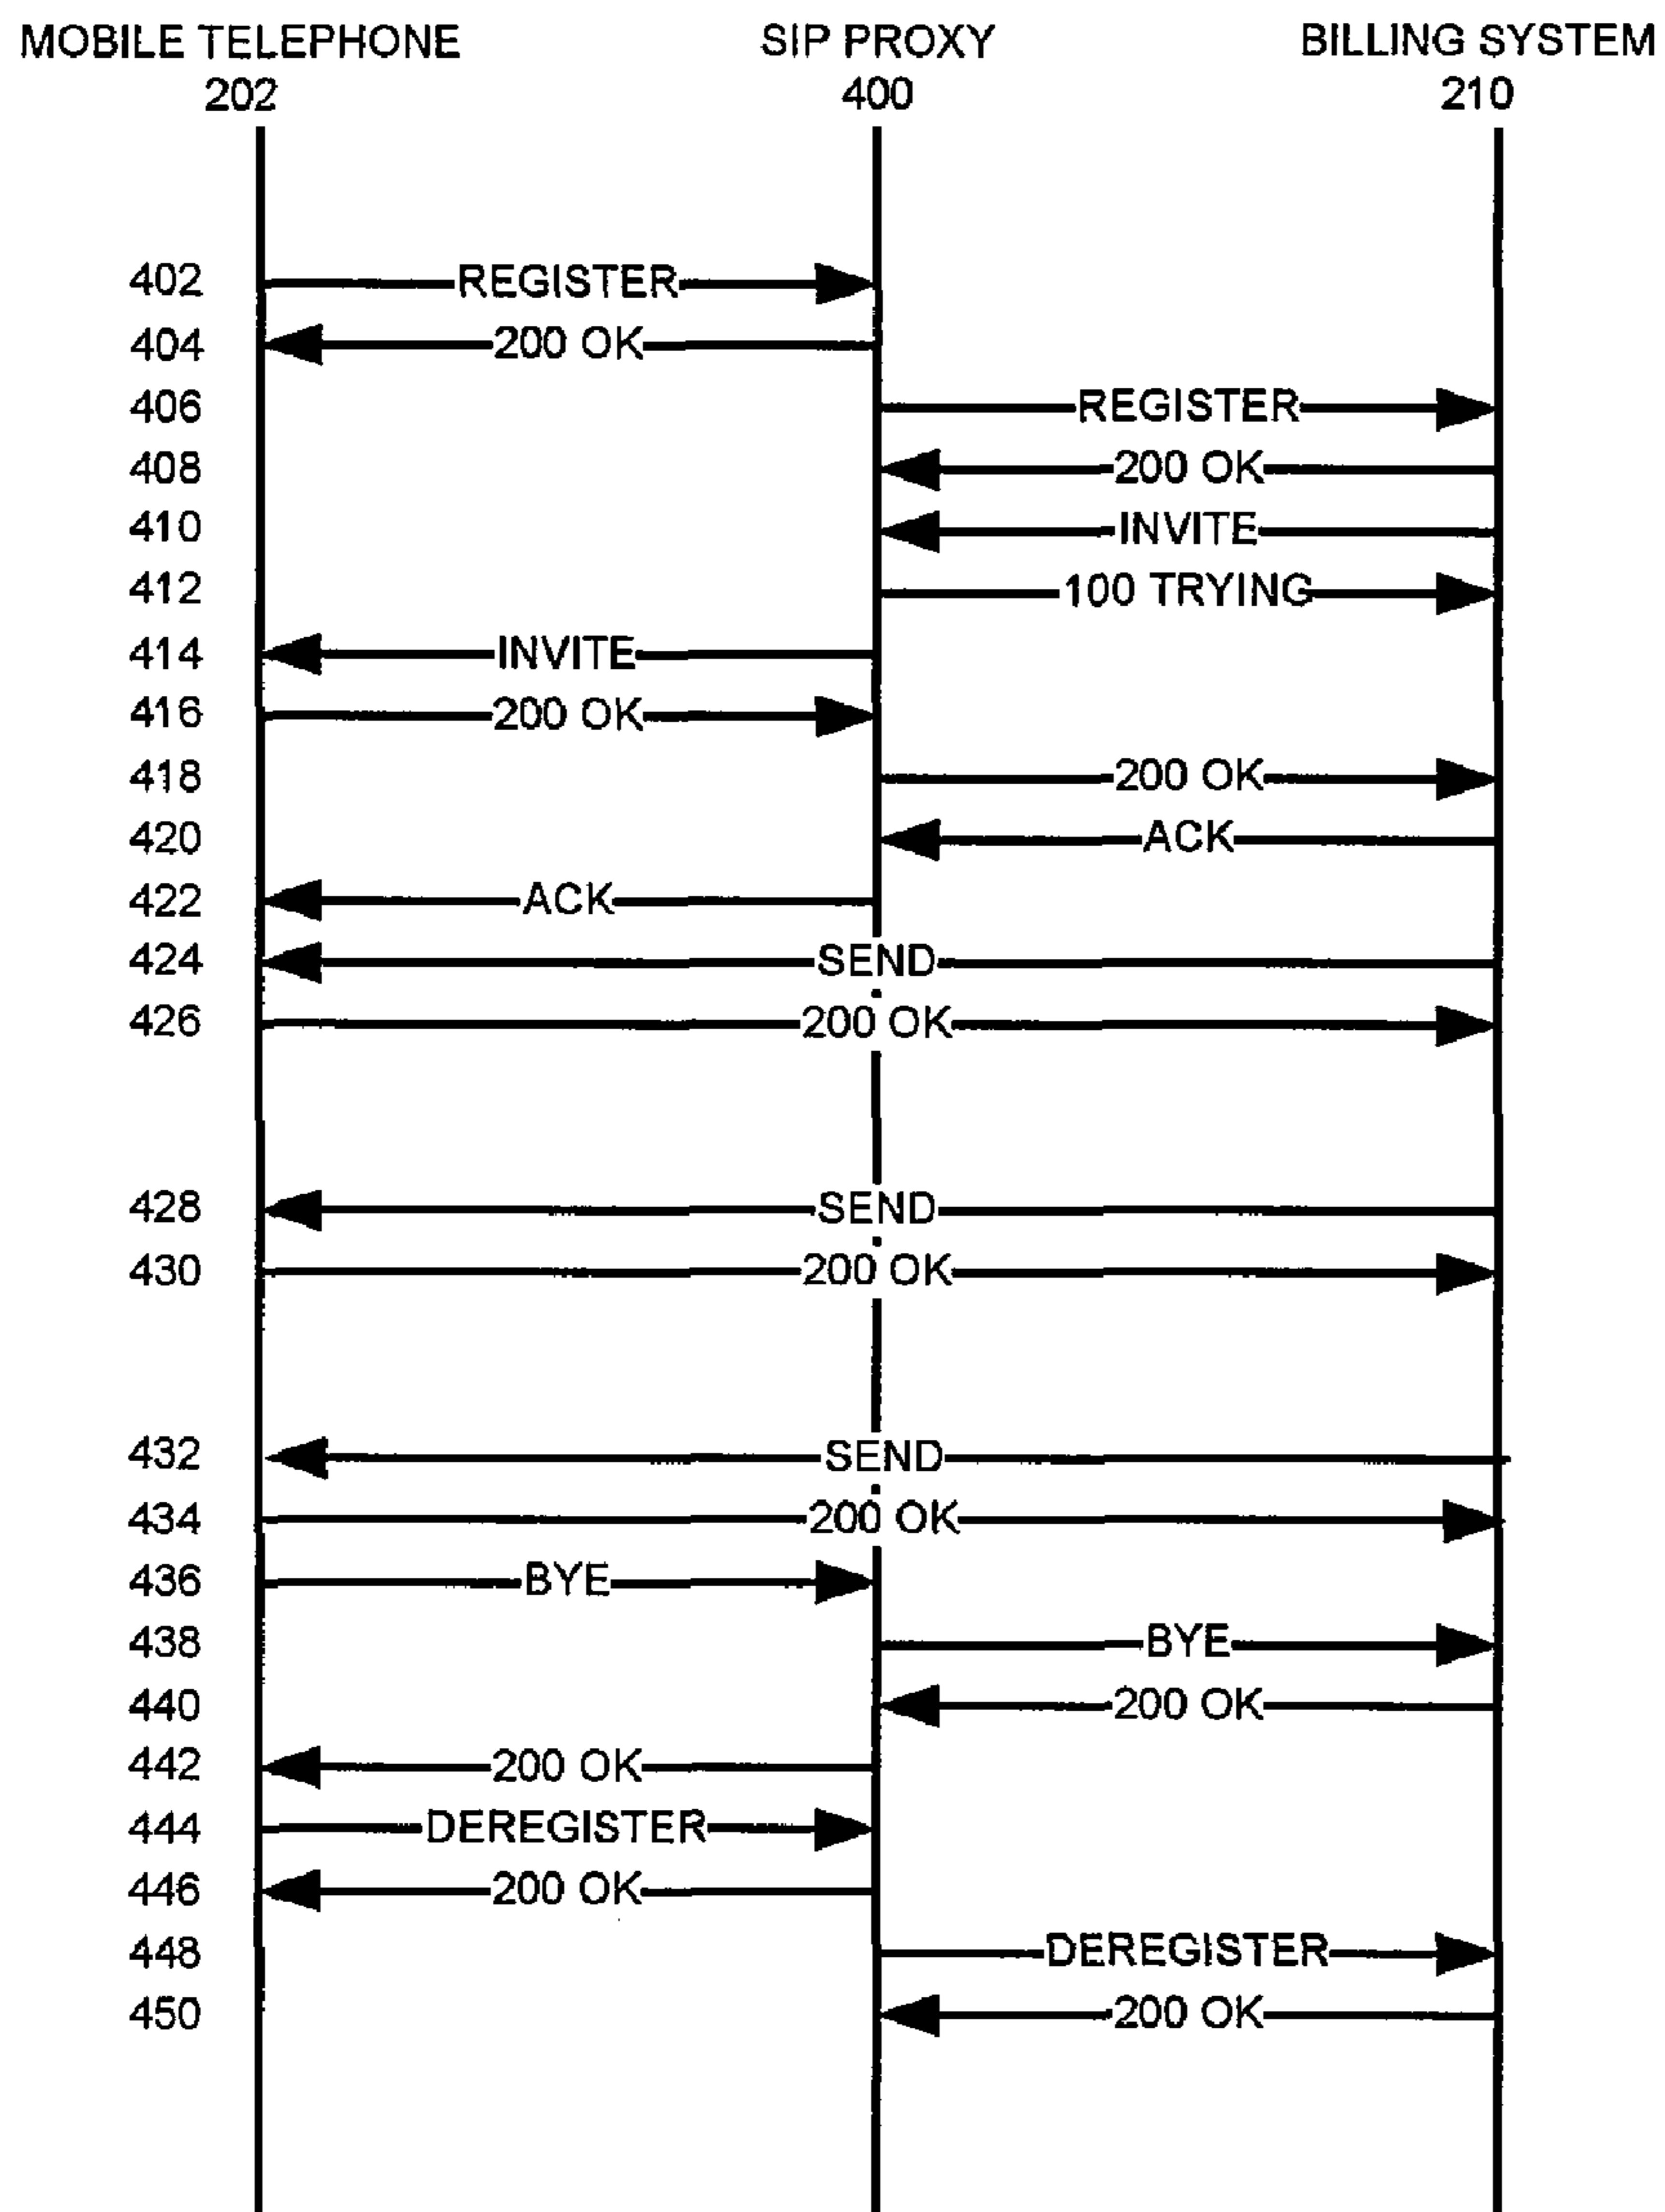 MOBILE TELEPHONE SIP PROXY BILLING SYSTEM
202 400 210
402 REGISTER
404 200 OK
406 REGISTER
408 200 OK
410 INVITE
412 100 TRYING
414 INVITE
416 200 OK
418 200 OK
420 ACK
422 ACK
424 SEND
426 200 OK
428 SEND
430 200 OK
432 SEND
434 200 OK
436 BYE
438 BYE
440 200 OK
442 200 OK
444 DEREGISTER
446 200 OK
448 DEREGISTER
450 200 OK